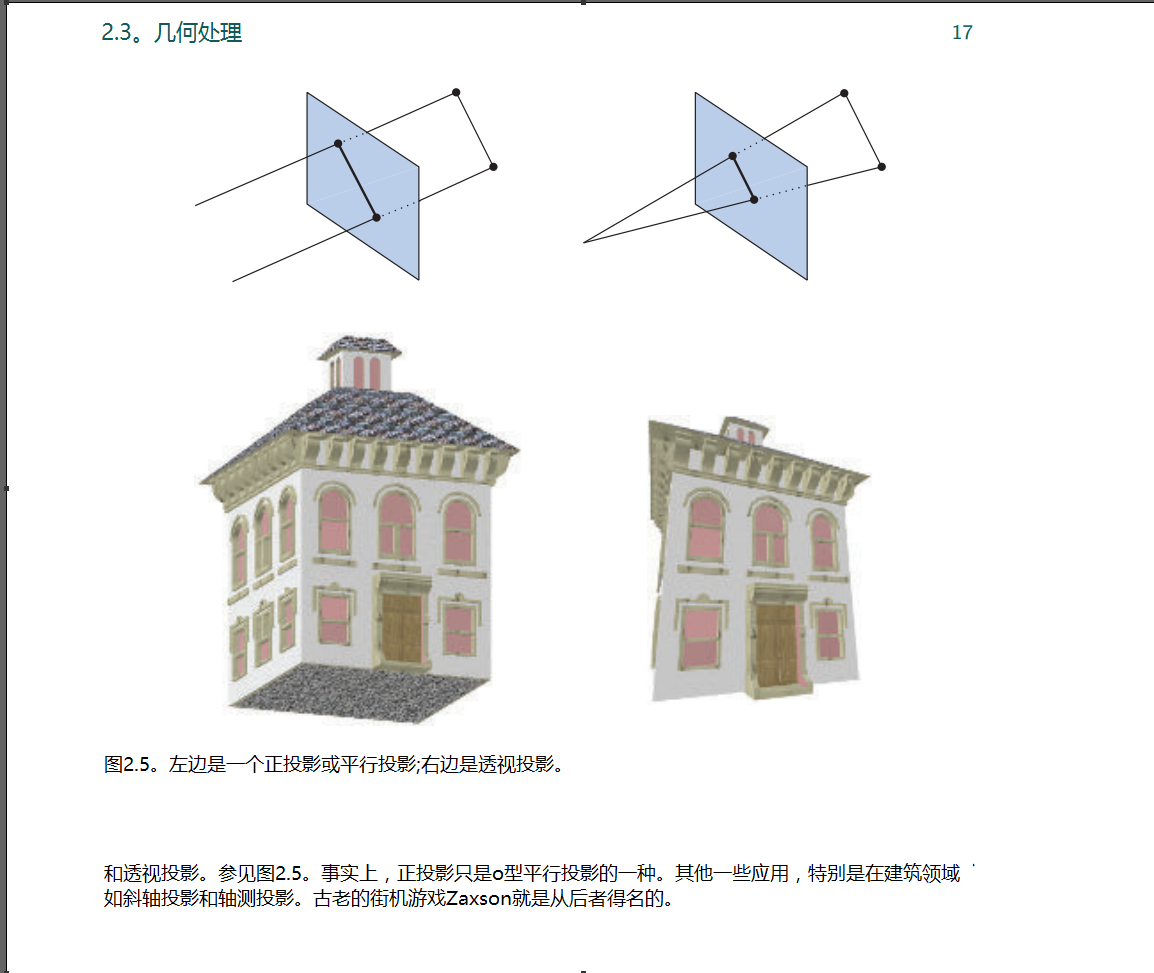 2.3。几何处理
17
图2.5。左边是一个正投影或平行投影;右边是透视投影。
和透视投影。参见图2.5。事实上，正投影只是o型平行投影的一种。其他一些应用，特别是在建筑领域
如斜轴投影和轴测投影。古老的街机游戏Zaxson就是从后者得名的。